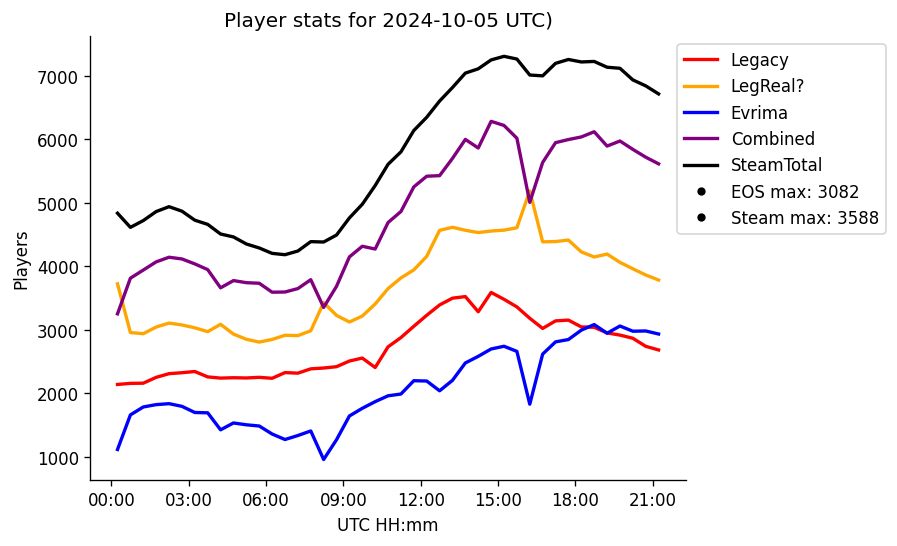 Player stats for 2024-10-05 UTC)
Players
7000
6000
5000
4000
3000
2000
1000
00:00 03:00 06:00 09:00 12:00 15:00 18:00 21:00
UTC HH:mm
Legacy
LegReal?
Evrima
Combined
SteamTotal
EOS max: 3082
Steam max: 3588